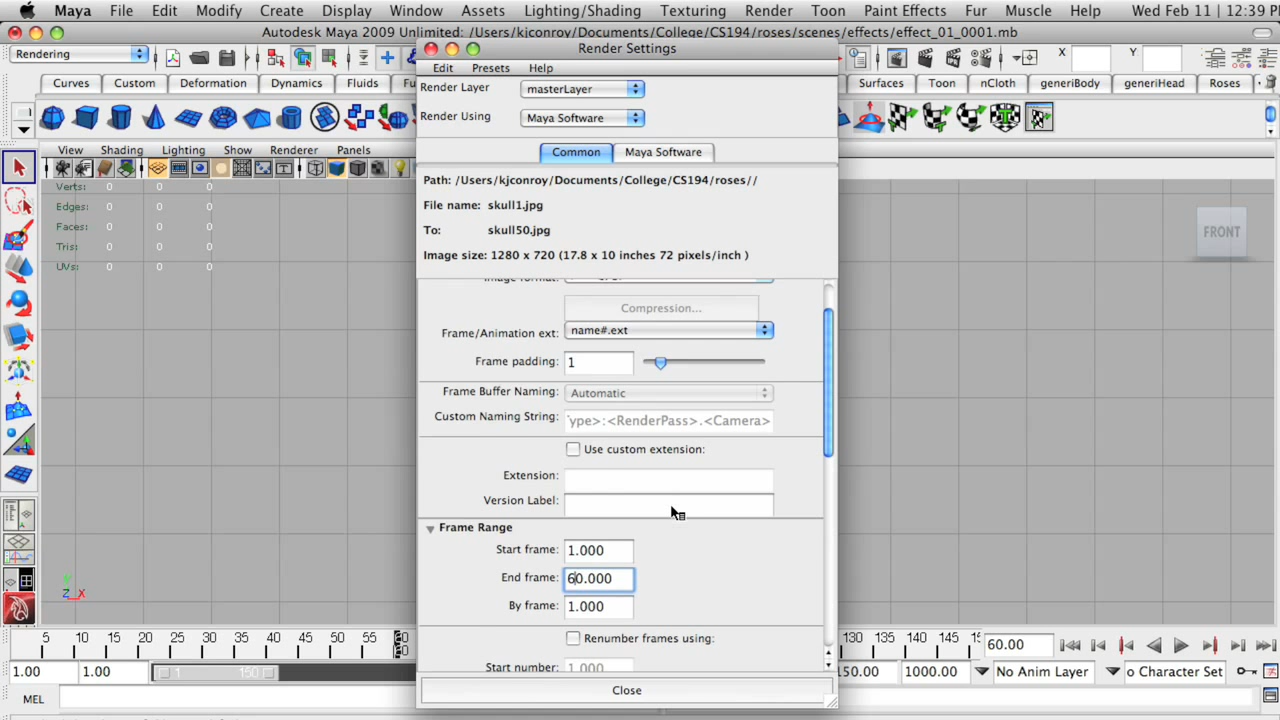 Maya File Edit Modify Create Display Window Assets Lighting/Shading Texturing Render Toon Paint Effects Fur Muscle Help Wed Feb 11 12:39 P
Autodesk Maya 2009 Unlimited: /Users/kjconroy/Documents/College/CS194/roses/scenes/effects/effect_01_0001.mb
Rendering
Render Settings
X: Y:
Edit Presets Help
Curves Custom Deformation Dynamics Fluids Fu
Surfaces Toon nCloth generiBody generiHead Roses
Render Layer masterLayer
Render Using Maya Software
View Shading Lighting Show Renderer Panels
Common Maya Software
Verts: 0 0 0
Edges: 0 0 0
Faces: 0 0 0
Tris: 0 0 0
UVs: 0 0 0
Path: /Users/kjconroy/Documents/College/CS194/roses//
File name: skull1.jpg
To: skull50.jpg
Image size: 1280 x 720 (17.8 x 10 inches 72 pixels/inch )
FRONT
Compression...
Frame/Animation ext: name#.ext
Frame padding: 1
Frame Buffer Naming: Automatic
Custom Naming String: ype>:<RenderPass>.<Camera>
Use custom extension:
Extension:
Version Label:
Frame Range
Start frame: 1.000
End frame: 60.000
By frame: 1.000
Renumber frames using:
Start number: 1.000
Close
Y
Z X
5 10 15 20 25 30 35 40 45 50 55 60
130 135 140 145 150 60.00
1.00 1.00 1 150
150.00 1000.00 No Anim Layer o Character Set
MEL